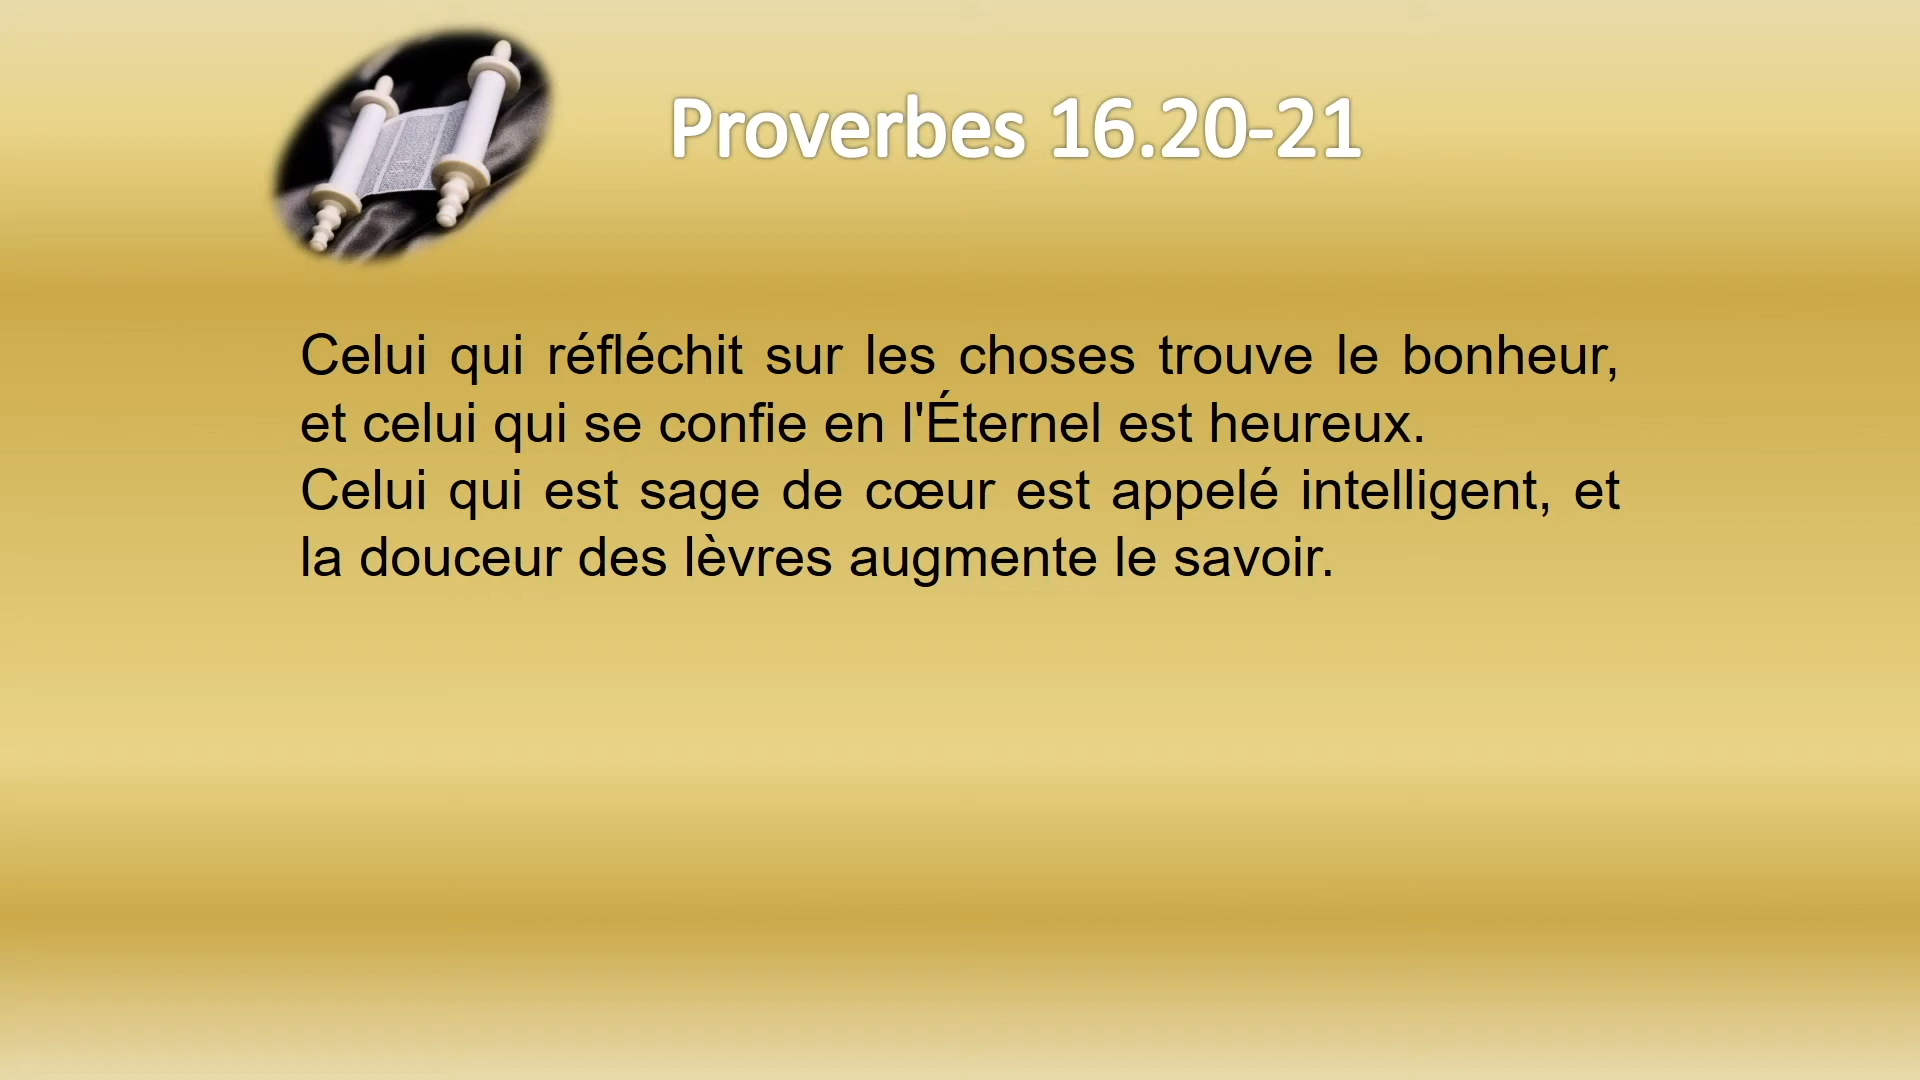 Proverbes 16.20-21
Celui qui réfléchit sur les choses trouve le bonheur,
et celui qui se confie en l'Éternel est heureux.
Celui qui est sage de cœur est appelé intelligent, et
la douceur des lèvres augmente le savoir.